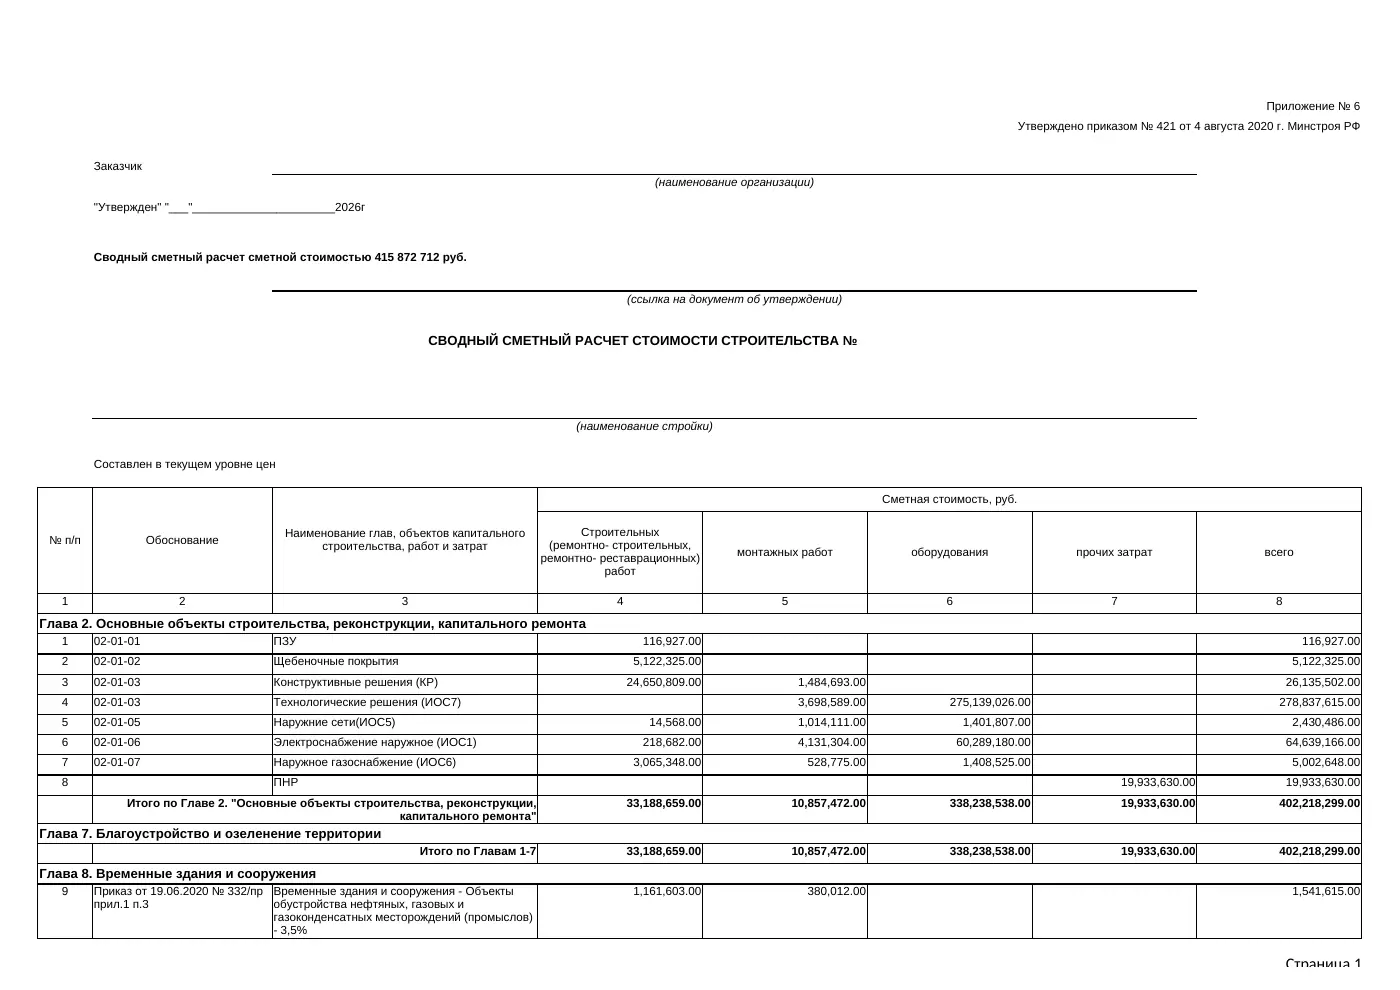 Приложение № 6
Утверждено приказом № 421 от 4 августа 2020 г. Минстроя РФ
Заказчик
(наименование организации)
"Утвержден" "___"______________________2026г
Сводный сметный расчет сметной стоимостью 415 872 712 руб.
(ссылка на документ об утверждении)
СВОДНЫЙ СМЕТНЫЙ РАСЧЕТ СТОИМОСТИ СТРОИТЕЛЬСТВА №
(наименование стройки)
Составлен в текущем уровне цен
№ п/п
Обоснование
Наименование глав, объектов капитального
строительства, работ и затрат
Сметная стоимость, руб.
Строительных
(ремонтно- строительных,
ремонтно- реставрационных)
работ
монтажных работ
оборудования
прочих затрат
всего
1 2 3 4 5 6 7 8
Глава 2. Основные объекты строительства, реконструкции, капитального ремонта
1 02-01-01 ПЗУ 116,927.00 116,927.00
2 02-01-02 Щебеночные покрытия 5,122,325.00 5,122,325.00
3 02-01-03 Конструктивные решения (КР) 24,650,809.00 1,484,693.00 26,135,502.00
4 02-01-03 Технологические решения (ИОС7) 3,698,589.00 275,139,026.00 278,837,615.00
5 02-01-05 Наружние сети(ИОС5) 14,568.00 1,014,111.00 1,401,807.00 2,430,486.00
6 02-01-06 Электроснабжение наружное (ИОС1) 218,682.00 4,131,304.00 60,289,180.00 64,639,166.00
7 02-01-07 Наружное газоснабжение (ИОС6) 3,065,348.00 528,775.00 1,408,525.00 5,002,648.00
8 ПНР 19,933,630.00 19,933,630.00
Итого по Главе 2. "Основные объекты строительства, реконструкции, 33,188,659.00 10,857,472.00 338,238,538.00 19,933,630.00 402,218,299.00
капитального ремонта"
Глава 7. Благоустройство и озеленение территории
Итого по Главам 1-7 33,188,659.00 10,857,472.00 338,238,538.00 19,933,630.00 402,218,299.00
Глава 8. Временные здания и сооружения
9 Приказ от 19.06.2020 № 332/пр Временные здания и сооружения - Объекты 1,161,603.00 380,012.00 1,541,615.00
прил.1 п.3 обустройства нефтяных, газовых и
газоконденсатных месторождений (промыслов)
- 3,5%
Страница 1